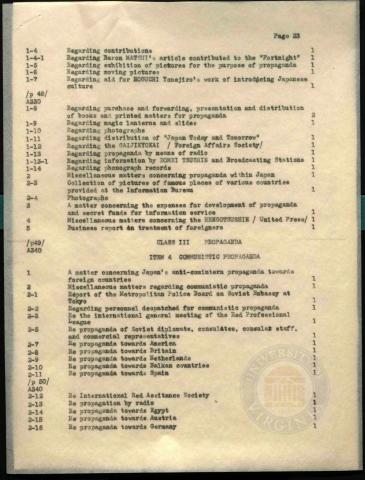 Page 23
1-4 Regarding contributions 1
1-4-1 Regarding Baron MATSUI's article contributed to the "Fortnight" 1
1-5 Regarding exhibition of pictures for the purpose of propaganda 1
1-6 Regarding moving pictures 1
1-7 Regarding aid for NOGUCHI Yonejiro's work of introducing Japanese
culture 1
/p 48/
A330
1-8 Regarding purchase and forwarding, presentation and distribution
of books and printed matters for propaganda 2
1-9 Regarding magic lanterns and slides 1
1-10 Regarding photographs 1
1-11 Regarding distribution of "Japan Today and Tomorrow" 1
1-12 Regarding the GAIJIKYOKAI / Foreign Affairs Society/ 1
1-13 Regarding propaganda by means of radio 1
1-13-1 Regarding information by DOMEI TSUSHIN and Broadcasting Stations 1
1-14 Regarding phonograph records 1
2 Miscellaneous matters concerning propaganda within Japan 1
2-3 Collection of pictures of famous places of various countries
provided at the Information Bureau 1
2-4 Photographs 1
A matter concerning the expenses for development of propaganda
and secret funds for information service 1
4 Miscellaneous matters concerning the RENGOTSUSHIN / United Press/ 1
5 Business report on treatment of foreigners 1
/p49/ CLASS III PROPAGANDA
A340
ITEM 4 COMMUNISTIC PROPAGANDA
1 A matter concerning Japan's anti-comintern propaganda towards
foreign countries 1
2 Miscellaneous matters regarding communistic propaganda 1
2-1 Report of the Metropolitan Police Board on Soviet Embassy at
Tokyo 1
2-2 Regarding personnel despatched for communistic propaganda 1
2-3 Re the international general meeting of the Red Professional
League 1
2-5 Re propaganda of Soviet diplomats, consulates, consular staff,
and commercial representatives 1
2-7 Re propaganda towards America 1
2-8 Re propaganda towards Britain 1
2-9 Re propaganda towards Netherlands 1
2-10 Re propaganda towards Balkan countries 1
2-11 Re propaganda towards Spain 1
/p 50/
A340
2-12 Re International Red Assitance Society 1
2-13 Re propagation by radio 1
2-14 Re propaganda towards Egypt 1
2-15 Re propaganda towards Austria 1
2-16 Re propaganda towards Germany 1
UNIVERSITY
VIRGINIA